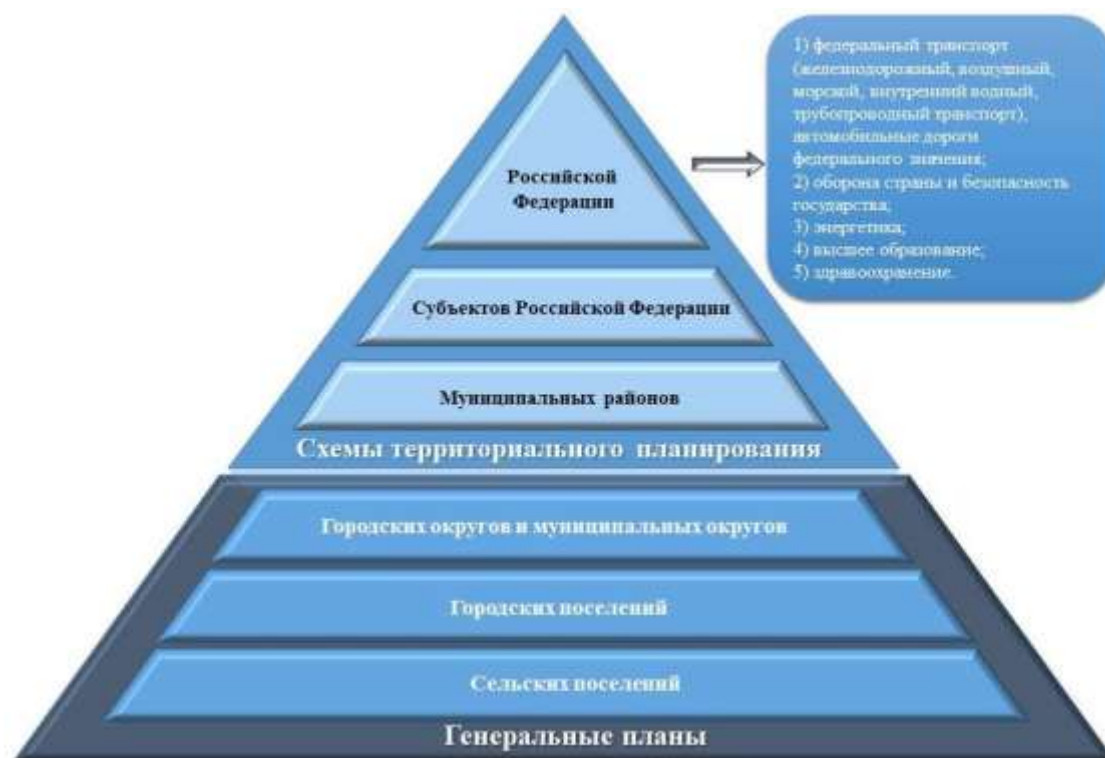 Российской
Федерации
Субъектов Российской Федерации
Муниципальных районов
Схемы территориального планирования
Городских округов и муниципальных округов
Городских поселений
Сельских поселений
Генеральные планы
1) федеральный транспорт
(железнодорожный, воздушный,
морской, внутренний водный,
трубопроводный транспорт),
автомобильные дороги
федерального значения;
2) оборона страны и безопасность
государства;
3) энергетика;
4) высшее образование;
5) здравоохранение.